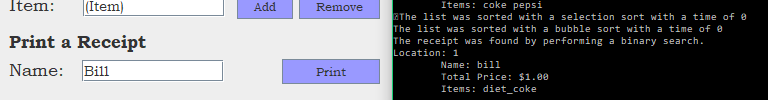 Item: (Item) Add Remove
Print a Receipt
Name: Bill Print
Items: coke pepsi
The list was sorted with a selection sort with a time of 0
The list was sorted with a bubble sort with a time of 0
The receipt was found by performing a binary search.
Location: 1
Name: bill
Total Price: $1.00
Items: diet_coke